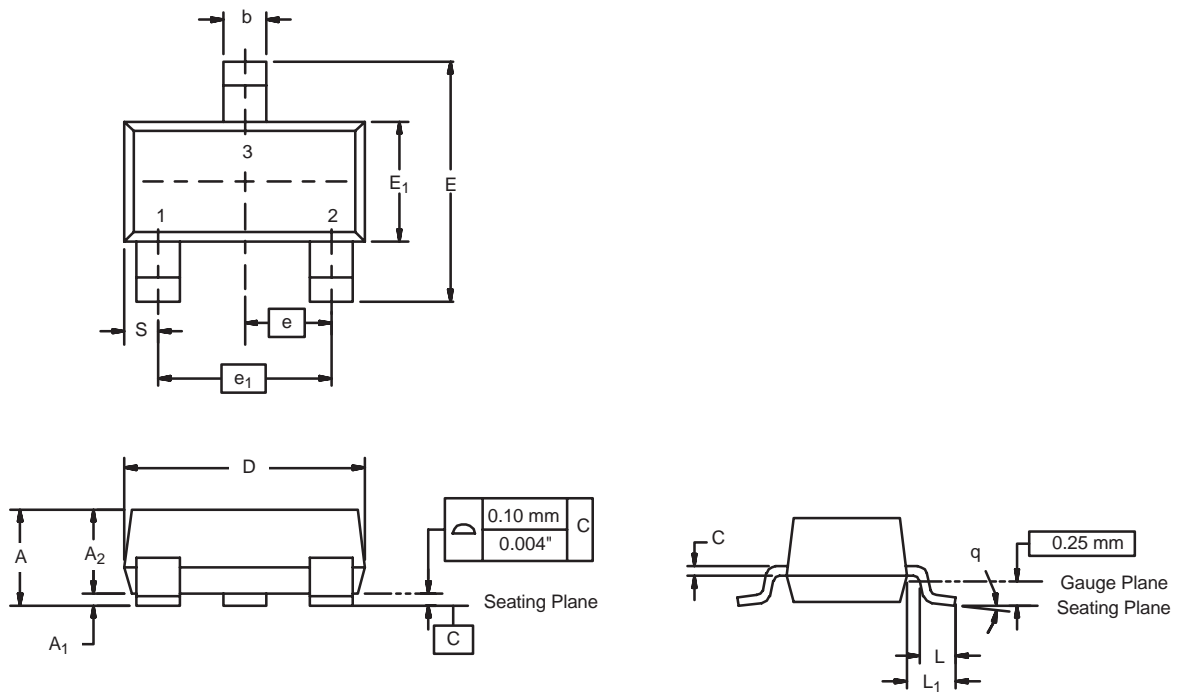 b
3
E₁
E
1
2
S
e
e₁
D
0.10 mm
C
0.004"
A
A₂
Seating Plane
A₁
C
C
q
0.25 mm
Gauge Plane
Seating Plane
L
L₁